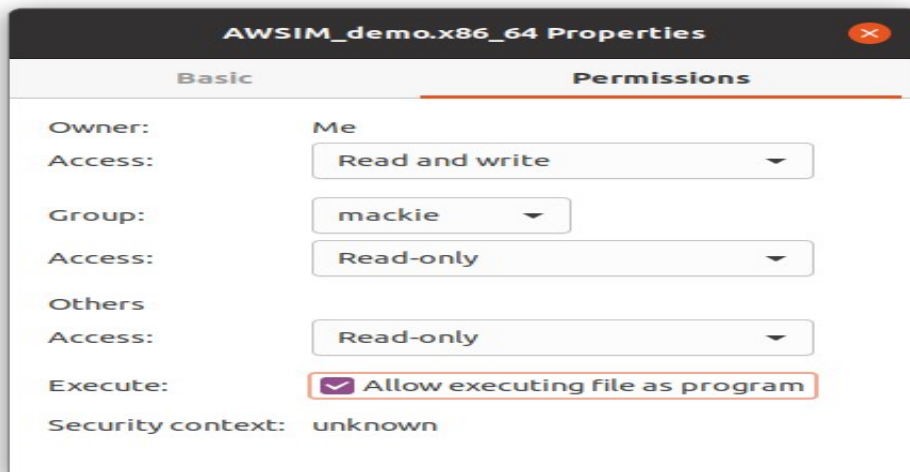 AWSIM_demo.x86_64 Properties
Basic Permissions
Owner: Me
Access: Read and write
Group: mackie
Access: Read-only
Others
Access: Read-only
Execute: Allow executing file as program
Security context: unknown